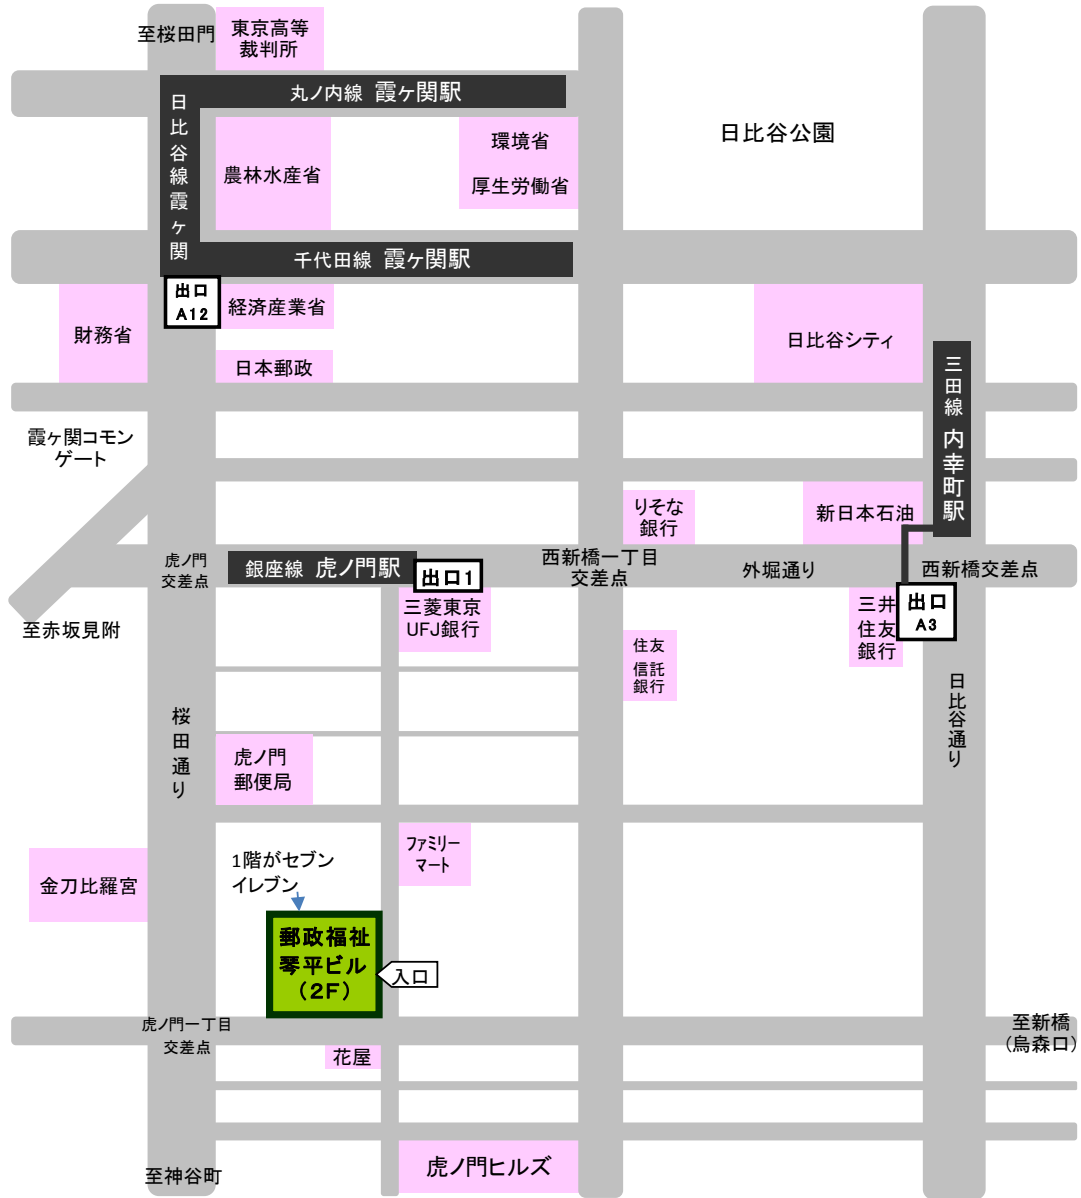 至桜田門
東京高等
裁判所
丸ノ内線 霞ヶ関駅
日比谷線霞ヶ関
農林水産省
環境省
厚生労働省
日比谷公園
千代田線 霞ヶ関駅
出口
A12
経済産業省
財務省
日本郵政
日比谷シティ
三田線 内幸町駅
霞ヶ関コモン
ゲート
りそな
銀行
新日本石油
虎ノ門
交差点
銀座線 虎ノ門駅
出口1
西新橋一丁目
交差点
外堀通り
西新橋交差点
三菱東京
UFJ銀行
三井
住友
銀行
出口
A3
至赤坂見附
住友
信託
銀行
桜田通り
日比谷通り
虎ノ門
郵便局
ファミリー
マート
1階がセブン
イレブン
金刀比羅宮
郵政福祉
琴平ビル
(2F)
入口
虎ノ門一丁目
交差点
至新橋
(烏森口)
花屋
虎ノ門ヒルズ
至神谷町